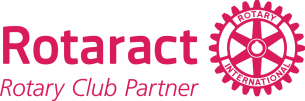 Rotaract
Rotary Club Partner
ROTARY
INTERNATIONAL